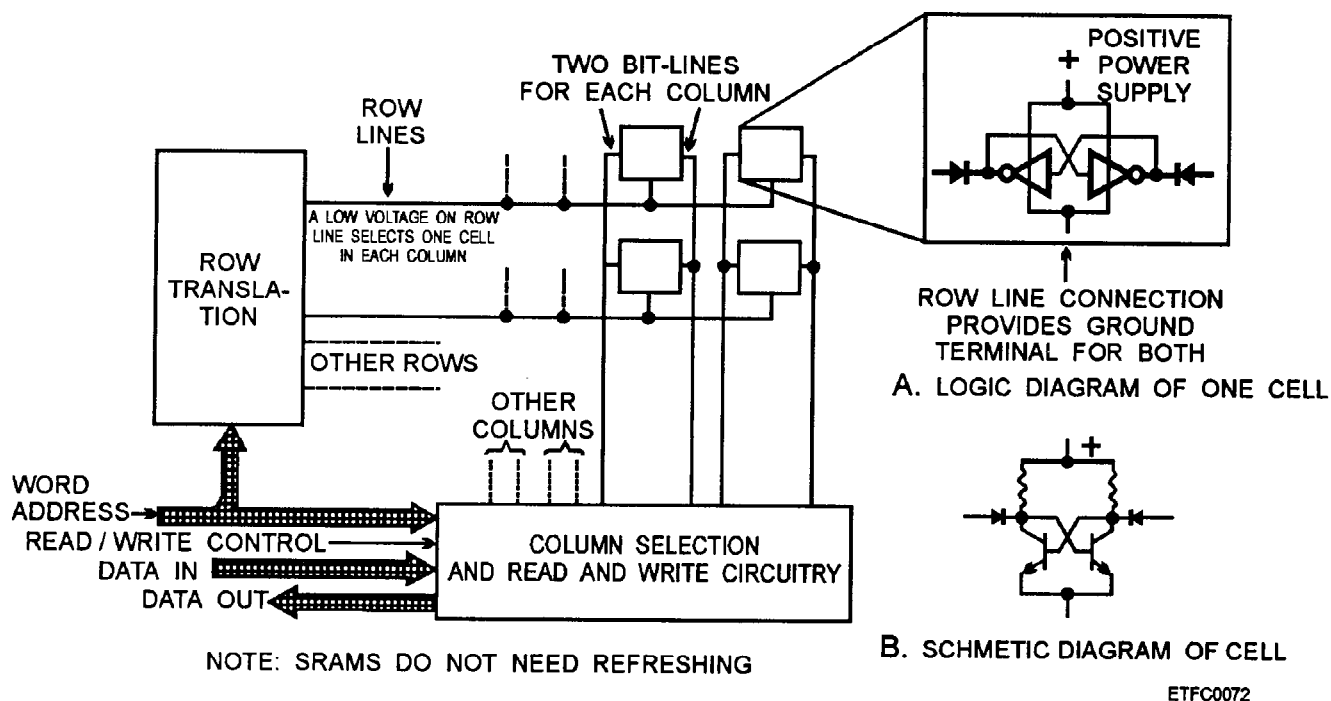 TWO BIT-LINES
FOR EACH COLUMN
ROW
LINES
+ POSITIVE
POWER
SUPPLY
A LOW VOLTAGE ON ROW
LINE SELECTS ONE CELL
IN EACH COLUMN
ROW
TRANSLA-
TION
OTHER ROWS
ROW LINE CONNECTION
PROVIDES GROUND
TERMINAL FOR BOTH
A. LOGIC DIAGRAM OF ONE CELL
OTHER
COLUMNS
+
WORD
ADDRESS
READ / WRITE CONTROL
DATA IN
DATA OUT
COLUMN SELECTION
AND READ AND WRITE CIRCUITRY
B. SCHMETIC DIAGRAM OF CELL
NOTE: SRAMS DO NOT NEED REFRESHING
ETFC0072